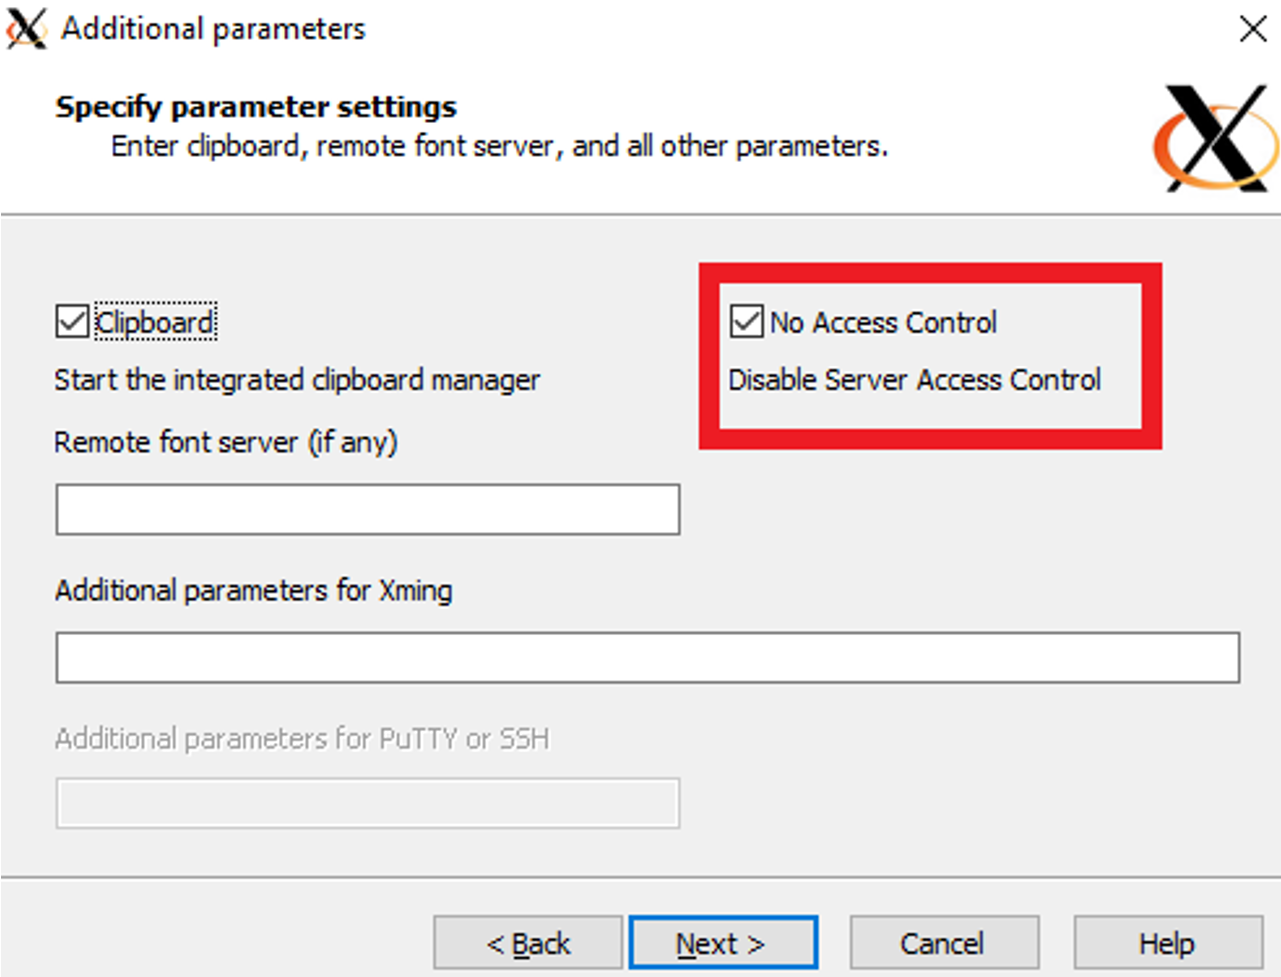 Additional parameters
Specify parameter settings
Enter clipboard, remote font server, and all other parameters.
Clipboard
Start the integrated clipboard manager
No Access Control
Disable Server Access Control
Remote font server (if any)
Additional parameters for Xming
Additional parameters for PuTTY or SSH
< Back
Next >
Cancel
Help